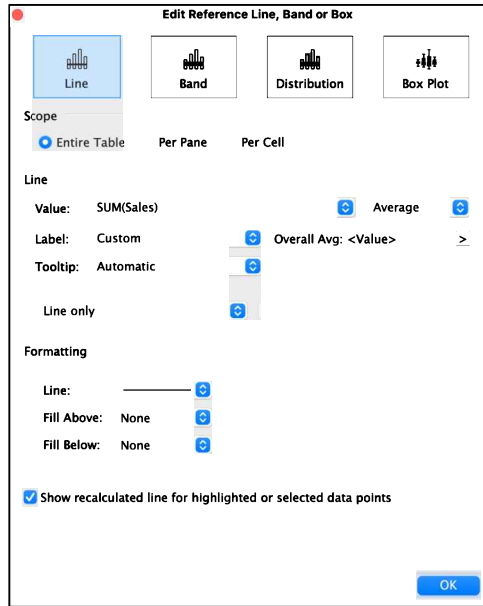 Edit Reference Line, Band or Box
Line Band Distribution Box Plot
Scope
Entire Table Per Pane Per Cell
Line
Value: SUM(Sales) Average
Label: Custom Overall Avg: <Value> >
Tooltip: Automatic
Line only
Formatting
Line:
Fill Above: None
Fill Below: None
Show recalculated line for highlighted or selected data points
OK